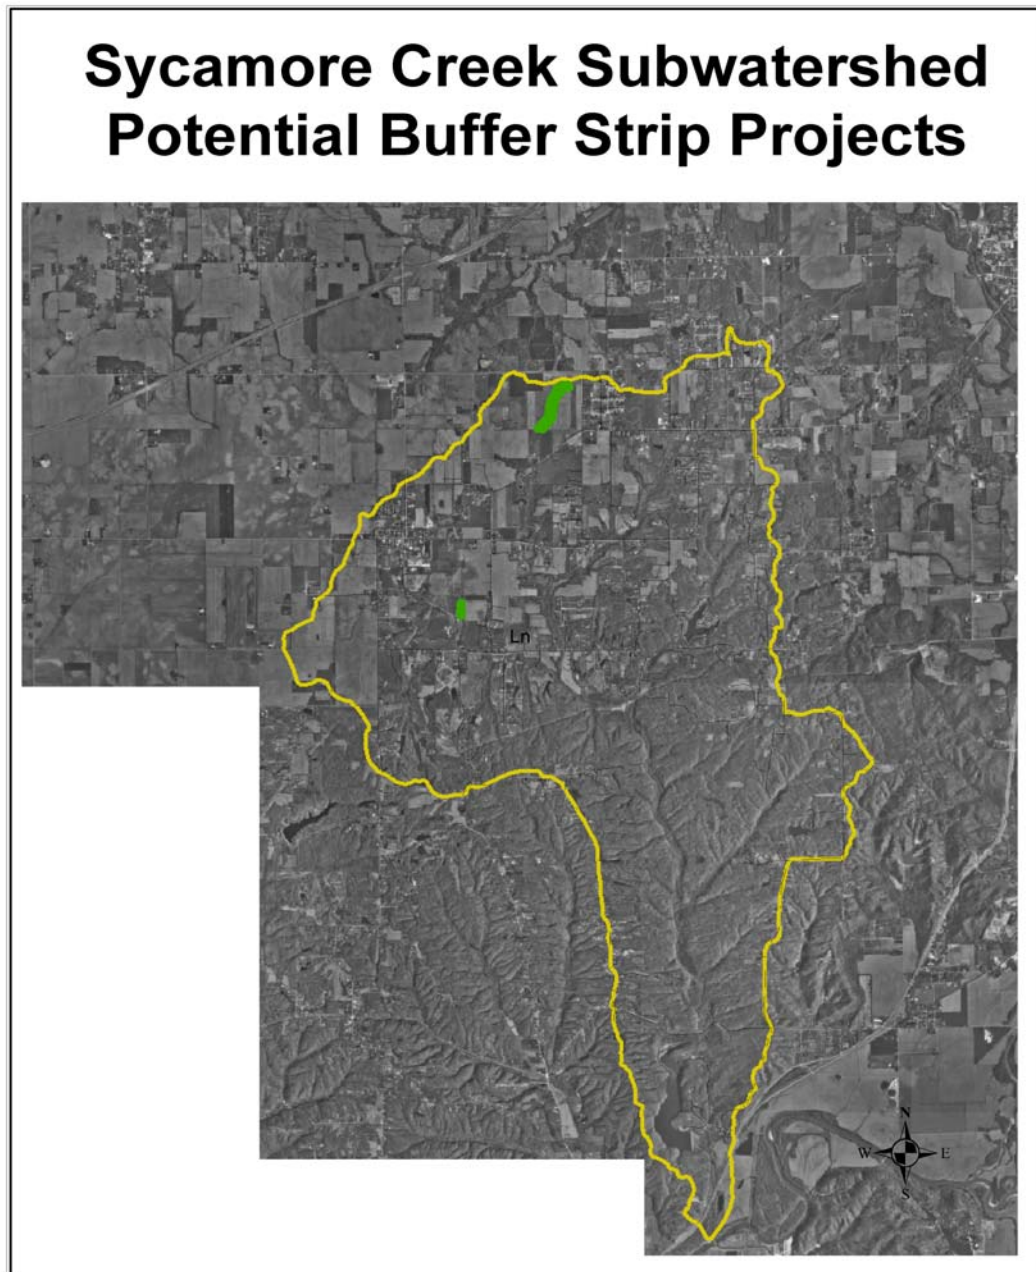 Sycamore Creek Subwatershed
Potential Buffer Strip Projects
Ln
N
W E
S